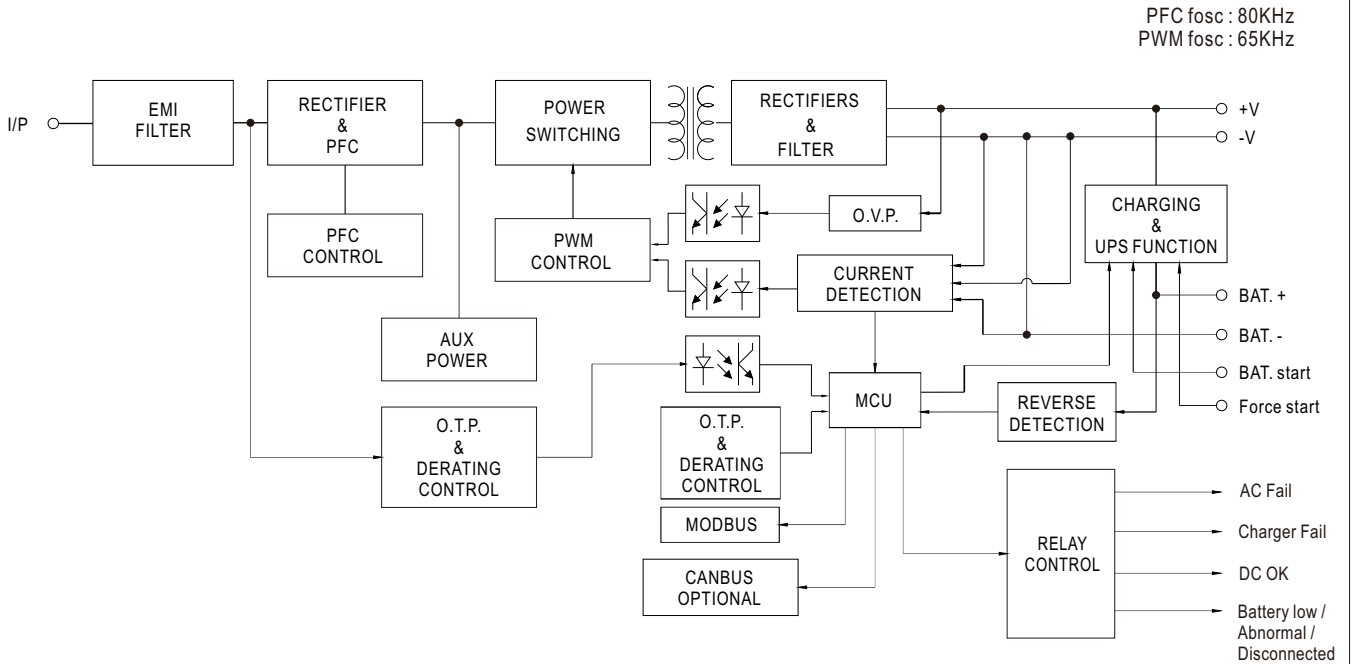 PFC fosc : 80KHz
PWM fosc : 65KHz
I/P
EMI
FILTER
RECTIFIER
&
PFC
POWER
SWITCHING
RECTIFIERS
&
FILTER
+V
-V
PFC
CONTROL
PWM
CONTROL
O.V.P.
CHARGING
&
UPS FUNCTION
CURRENT
DETECTION
BAT. +
BAT. -
AUX
POWER
BAT. start
MCU
REVERSE
DETECTION
Force start
O.T.P.
&
DERATING
CONTROL
O.T.P.
&
DERATING
CONTROL
MODBUS
CANBUS
OPTIONAL
RELAY
CONTROL
AC Fail
Charger Fail
DC OK
Battery low /
Abnormal /
Disconnected